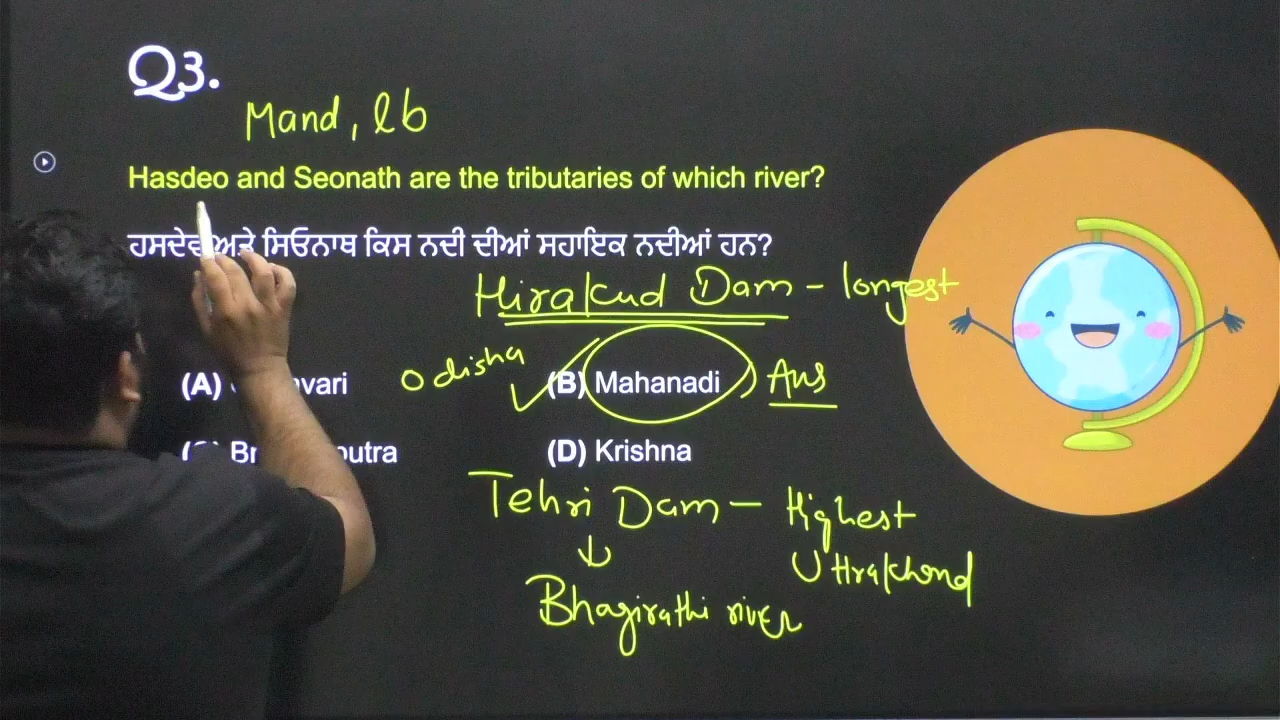 Q3.
Mand, lb
Hasdeo and Seonath are the tributaries of which river?
ਹਸਦੇਵ ਅਤੇ ਸਿਓਨਾਥ ਕਿਸ ਨਦੀ ਦੀਆਂ ਸਹਾਇਕ ਨਦੀਆਂ ਹਨ?
Hirakud Dam - longest
Odisha
(A)
(B) Mahanadi Ans
(D) Krishna
Tehri Dam - Highest
Uttrakhand
Bhagirathi river